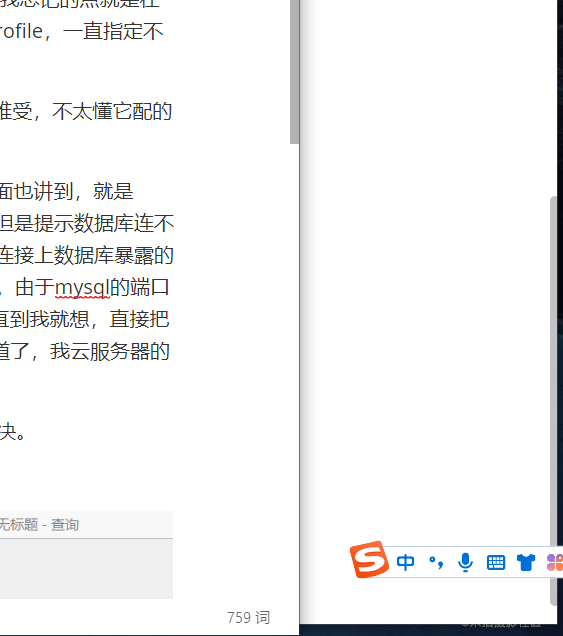 我忘记的点就是在
rofile，一直指定不
难受，不太懂它配的
面也讲到，就是
但是提示数据库连不
连接上数据库暴露的
，由于mysql的端口
直到我就想，直接把
道了，我云服务器的
决。
无标题 - 查询
759 词
中